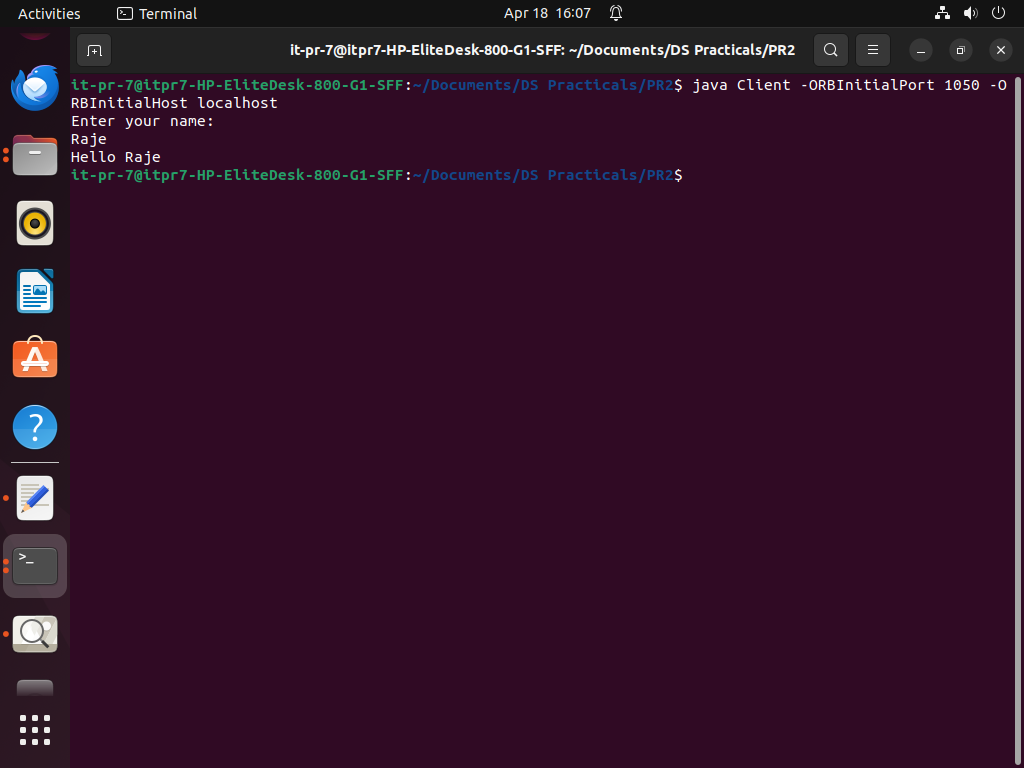 Activities Terminal Apr 18 16:07
it-pr-7@itpr7-HP-EliteDesk-800-G1-SFF: ~/Documents/DS Practicals/PR2
it-pr-7@itpr7-HP-EliteDesk-800-G1-SFF:~/Documents/DS Practicals/PR2$ java Client -ORBInitialPort 1050 -O
RBInitialHost localhost
Enter your name:
Raje
Hello Raje
it-pr-7@itpr7-HP-EliteDesk-800-G1-SFF:~/Documents/DS Practicals/PR2$